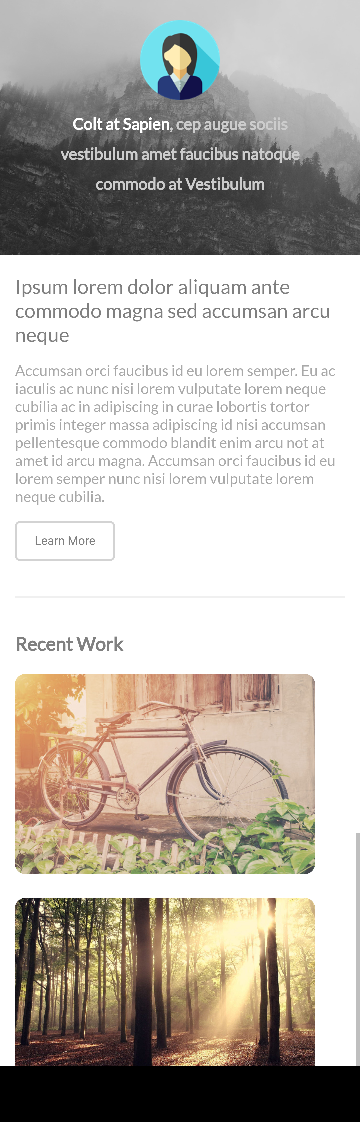 Colt at Sapien, cep augue sociis
vestibulum amet faucibus natoque
commodo at Vestibulum
Ipsum lorem dolor aliquam ante
commodo magna sed accumsan arcu
neque
Accumsan orci faucibus id eu lorem semper. Eu ac
iaculis ac nunc nisi lorem vulputate lorem neque
cubilia ac in adipiscing in curae lobortis tortor
primis integer massa adipiscing id nisi accumsan
pellentesque commodo blandit enim arcu not at
amet id arcu magna. Accumsan orci faucibus id eu
lorem semper nunc nisi lorem vulputate lorem
neque cubilia.
Learn More
Recent Work